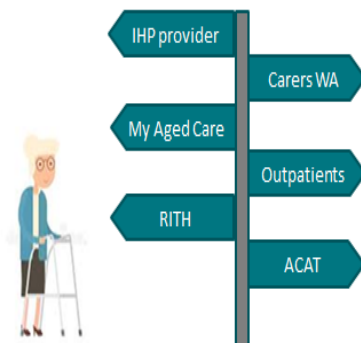 IHP provider
Carers WA
My Aged Care
Outpatients
RITH
ACAT